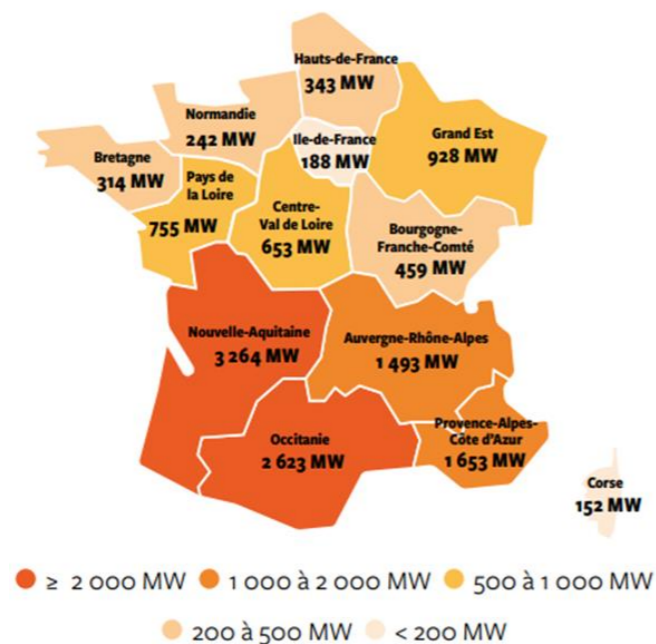 Hauts-de-France
343 MW
Normandie
242 MW
Ile-de-France
188 MW
Grand Est
928 MW
Bretagne
314 MW
Pays de
la Loire
755 MW
Centre-
Val de Loire
653 MW
Bourgogne-
Franche-Comté
459 MW
Nouvelle-Aquitaine
3 264 MW
Auvergne-Rhône-Alpes
1 493 MW
Occitanie
2 623 MW
Provence-Alpes-
Côte d'Azur
1 653 MW
Corse
152 MW
≥ 2 000 MW
1 000 à 2 000 MW
500 à 1 000 MW
200 à 500 MW
< 200 MW